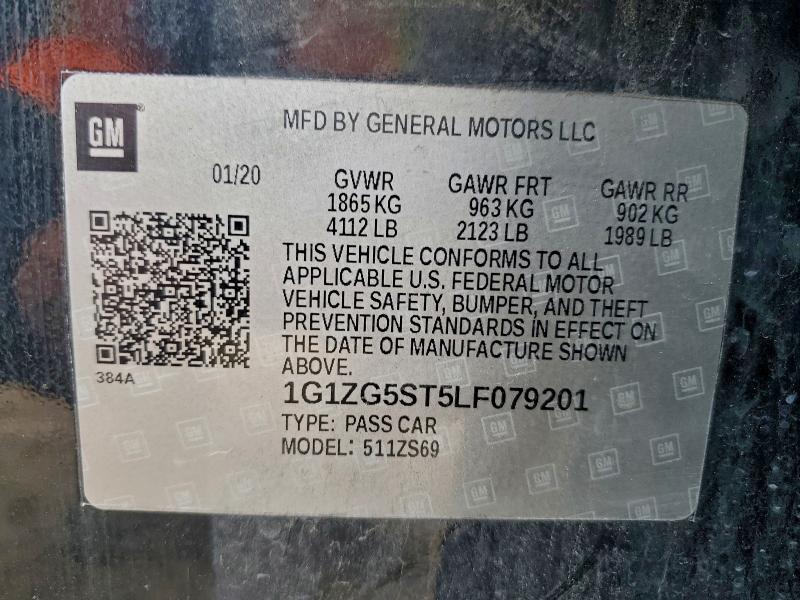 GM
MFD BY GENERAL MOTORS LLC
01/20
GVWR GAWR FRT GAWR RR
1865 KG 963 KG 902 KG
4112 LB 2123 LB 1989 LB
THIS VEHICLE CONFORMS TO ALL
APPLICABLE U.S. FEDERAL MOTOR
VEHICLE SAFETY, BUMPER, AND THEFT
PREVENTION STANDARDS IN EFFECT ON
THE DATE OF MANUFACTURE SHOWN
ABOVE.
384A
1G1ZG5ST5LF079201
TYPE: PASS CAR
MODEL: 511ZS69